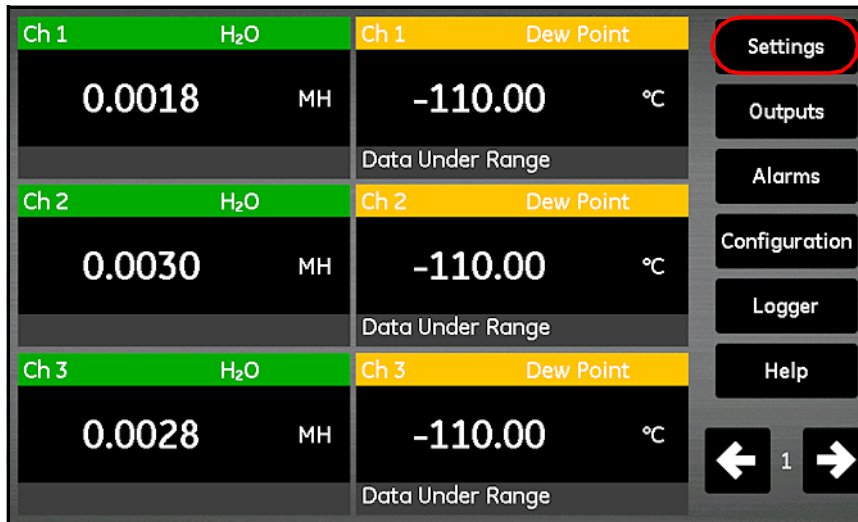 Ch 1 H₂O
0.0018 MH
Ch 1 Dew Point
-110.00 °C
Data Under Range
Ch 2 H₂O
0.0030 MH
Ch 2 Dew Point
-110.00 °C
Data Under Range
Ch 3 H₂O
0.0028 MH
Ch 3 Dew Point
-110.00 °C
Data Under Range
Settings
Outputs
Alarms
Configuration
Logger
Help
1